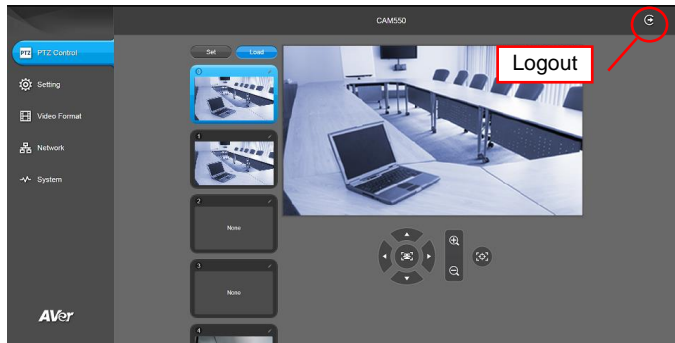 CAM550
Logout
PTZ PTZ Control
Setting
Video Format
Network
System
AVer
Set Load
0
1
2
None
3
None
4